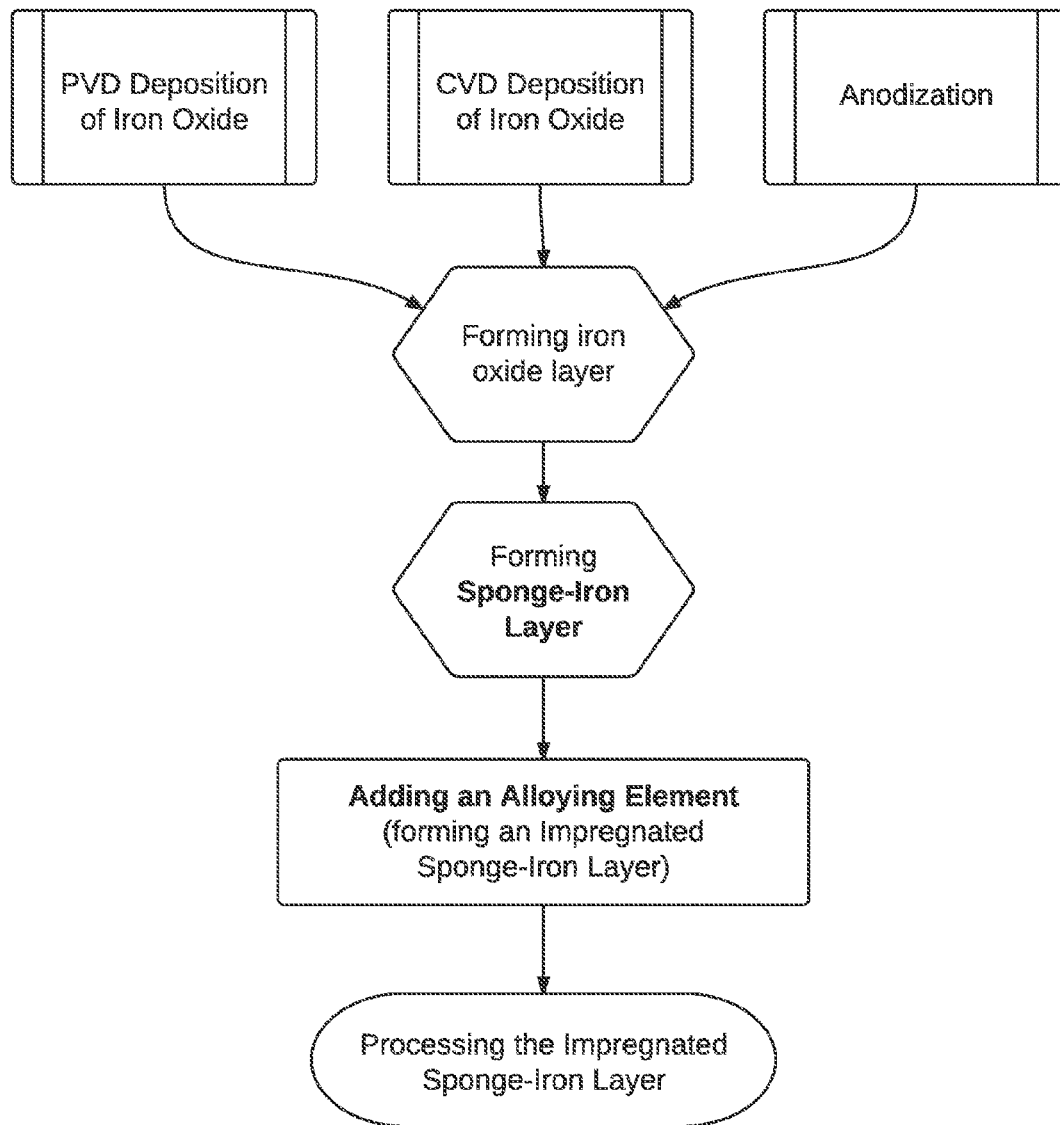 PVD Deposition
of Iron Oxide
CVD Deposition
of Iron Oxide
Anodization
Forming iron
oxide layer
Forming
Sponge-Iron
Layer
Adding an Alloying Element
(forming an Impregnated
Sponge-Iron Layer)
Processing the Impregnated
Sponge-Iron Layer